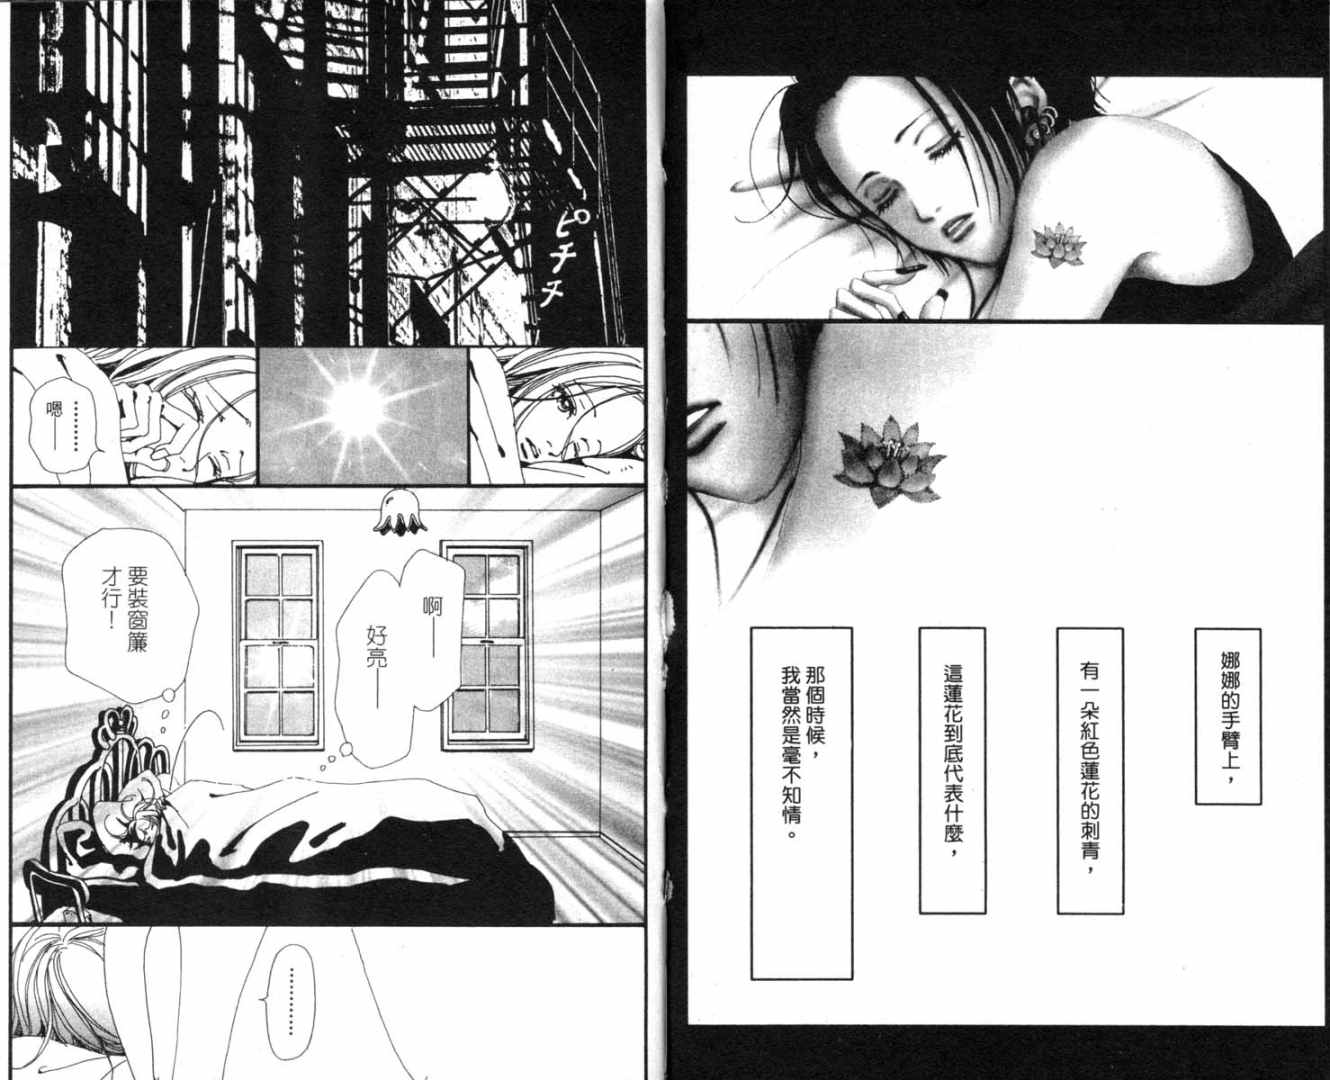 娜娜的手臂上，
有一朵紅色蓮花的刺青，
這蓮花到底代表什麼，
那個時候，
我當然是毫不知情。
ピチチチ
…………
嗯——
啊——
好亮——
要裝窗簾
才行！
…………